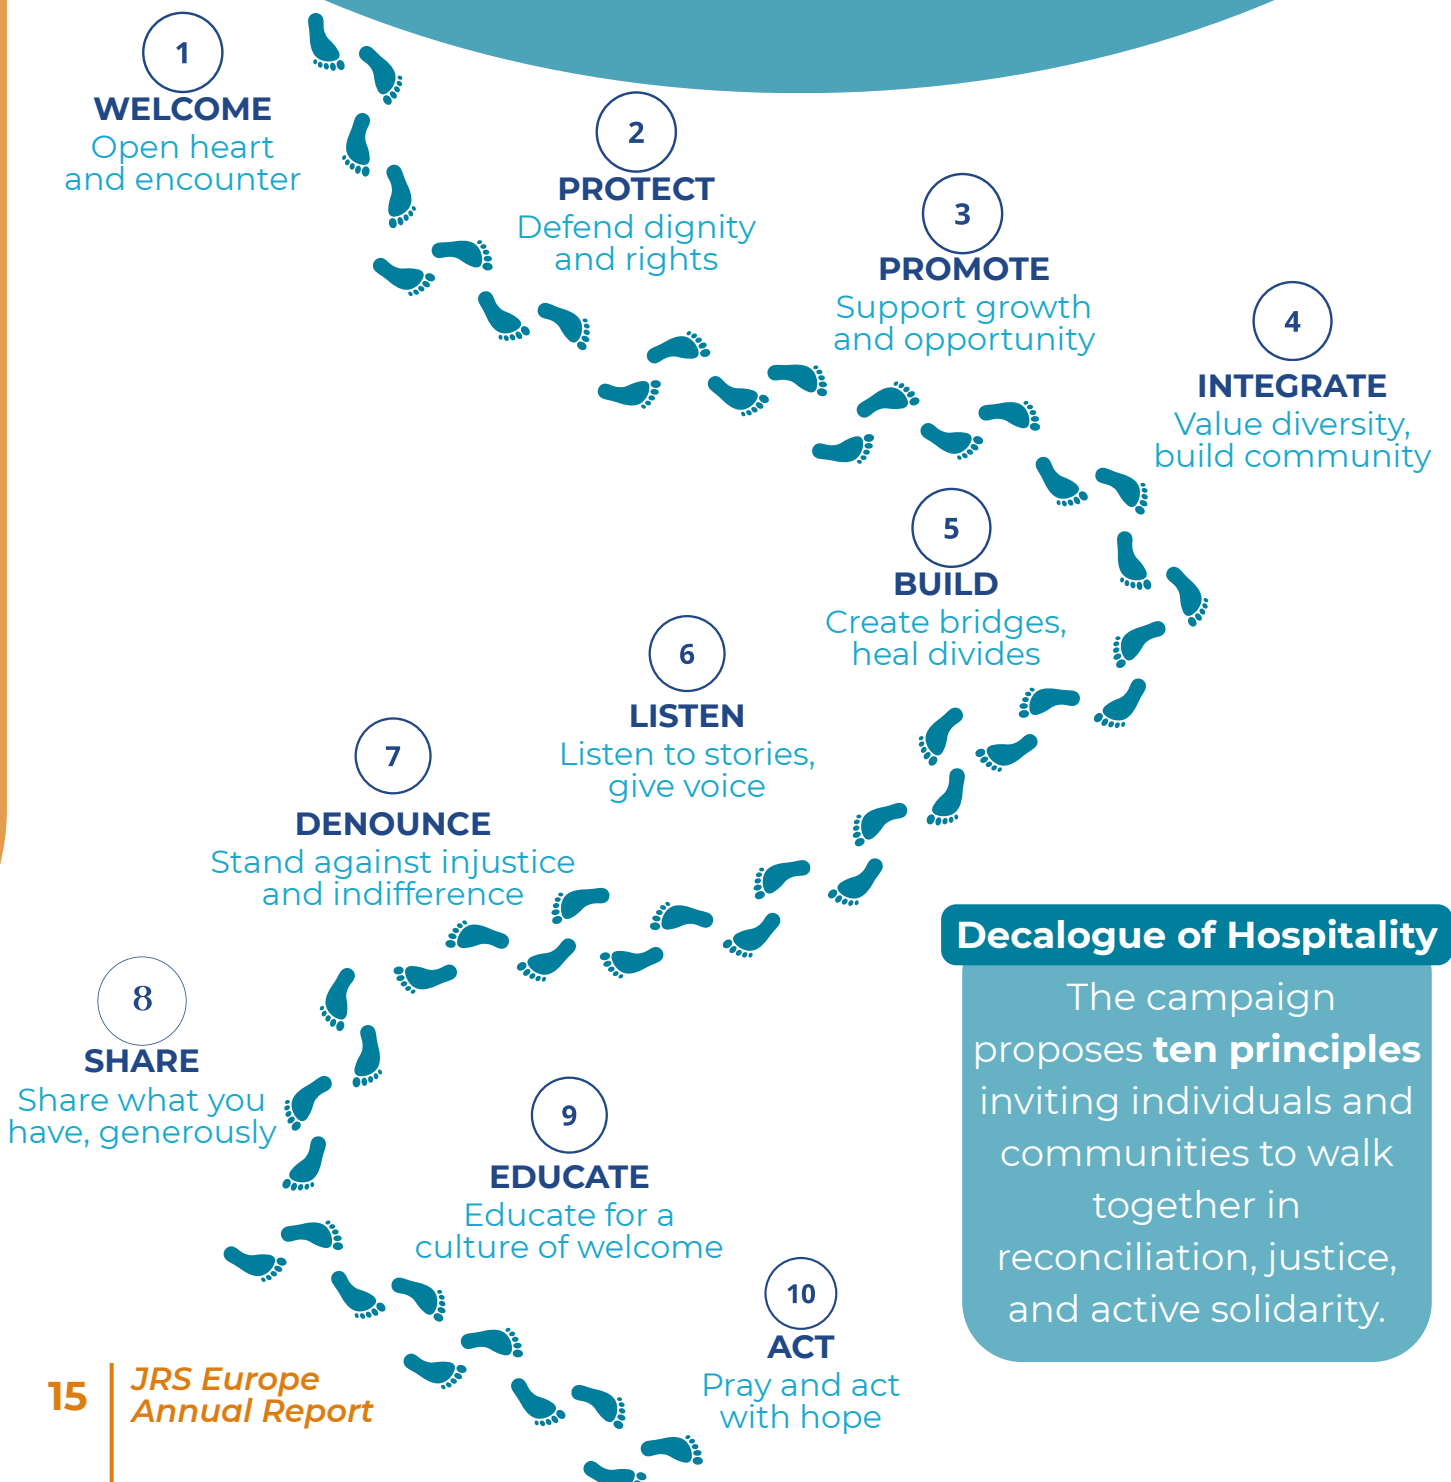 1
WELCOME
Open heart
and encounter
2
PROTECT
Defend dignity
and rights
3
PROMOTE
Support growth
and opportunity
4
INTEGRATE
Value diversity,
build community
5
BUILD
Create bridges,
heal divides
6
LISTEN
Listen to stories,
give voice
7
DENOUNCE
Stand against injustice
and indifference
8
SHARE
Share what you
have, generously
9
EDUCATE
Educate for a
culture of welcome
10
ACT
Pray and act
with hope
Decalogue of Hospitality
The campaign
proposes ten principles
inviting individuals and
communities to walk
together in
reconciliation, justice,
and active solidarity.
15
JRS Europe
Annual Report